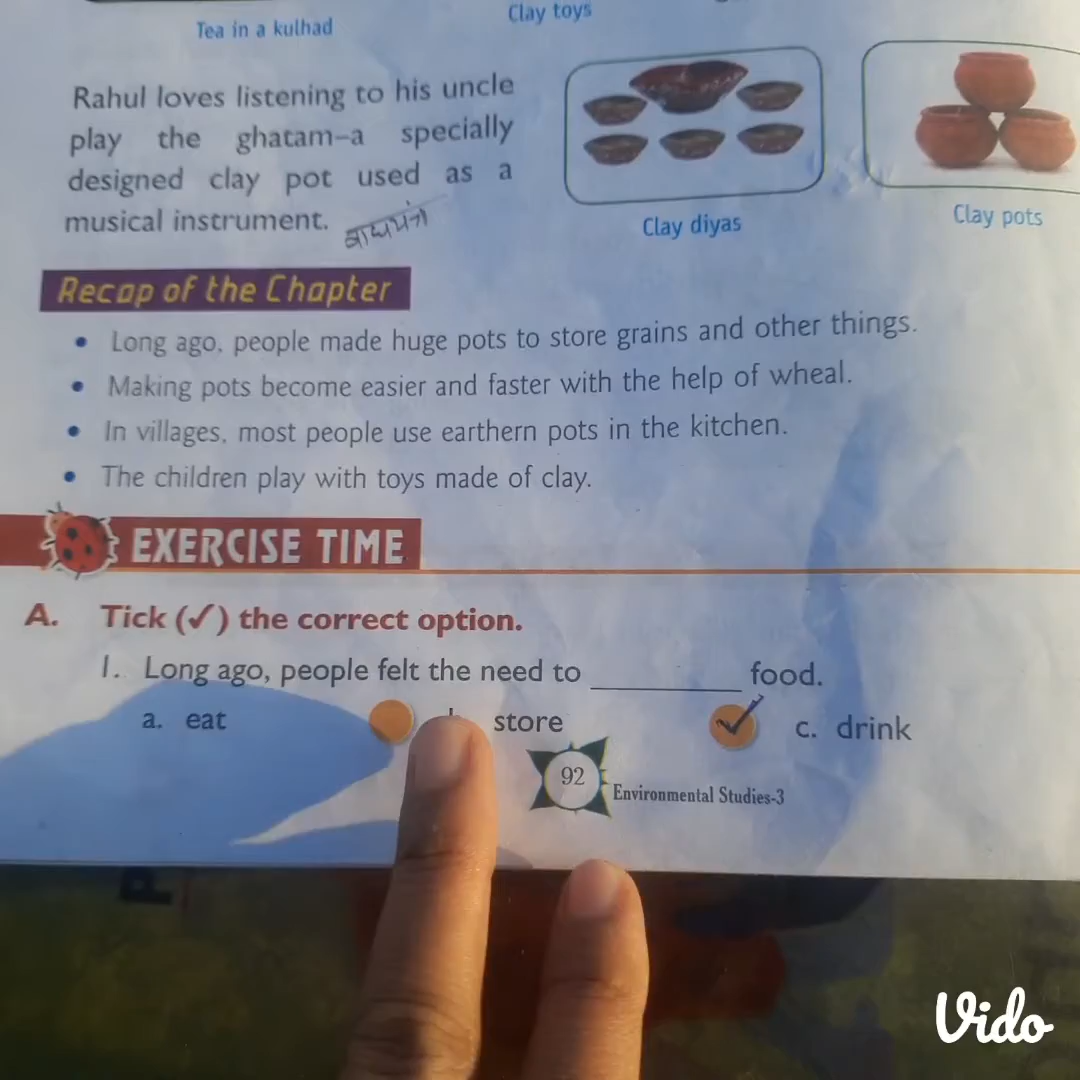 Tea in a kulhad
Clay toys
Rahul loves listening to his uncle
play the ghatam–a specially
designed clay pot used as a
musical instrument.
Clay diyas
Clay pots
Recap of the Chapter
• Long ago, people made huge pots to store grains and other things.
• Making pots become easier and faster with the help of wheal.
• In villages, most people use earthern pots in the kitchen.
• The children play with toys made of clay.
EXERCISE TIME
A. Tick (✓) the correct option.
1. Long ago, people felt the need to ________ food.
a. eat store ✓ c. drink
92
Environmental Studies-3
Vido